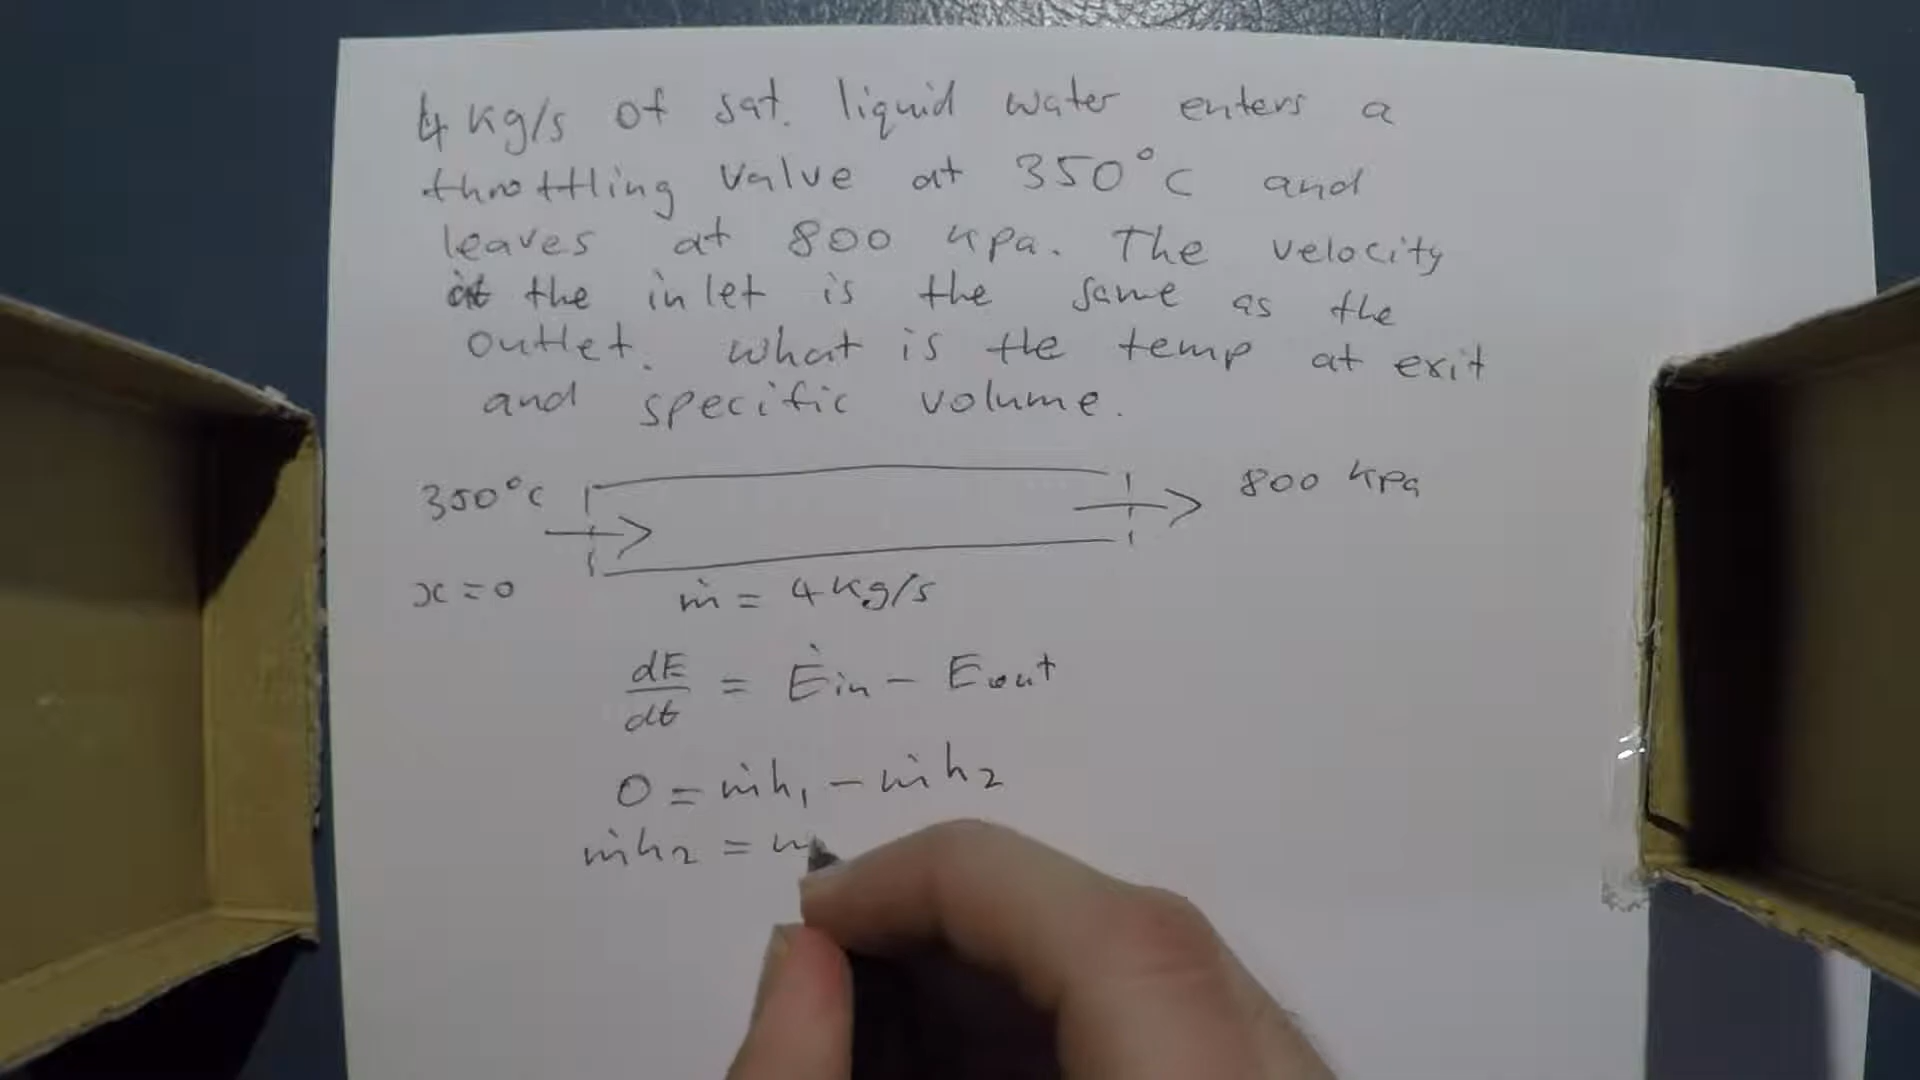 4 kg/s of sat. liquid water enters a
throttling valve at 350°C and
leaves at 800 kPa. The velocity
at the inlet is the same as the
outlet. What is the temp at exit
and specific volume.
350°C
800 kPa
x = 0
ṁ = 4 kg/s
dE/dt = Ėin - Eout
0 = ṁh₁ - ṁh₂
ṁh₂ =